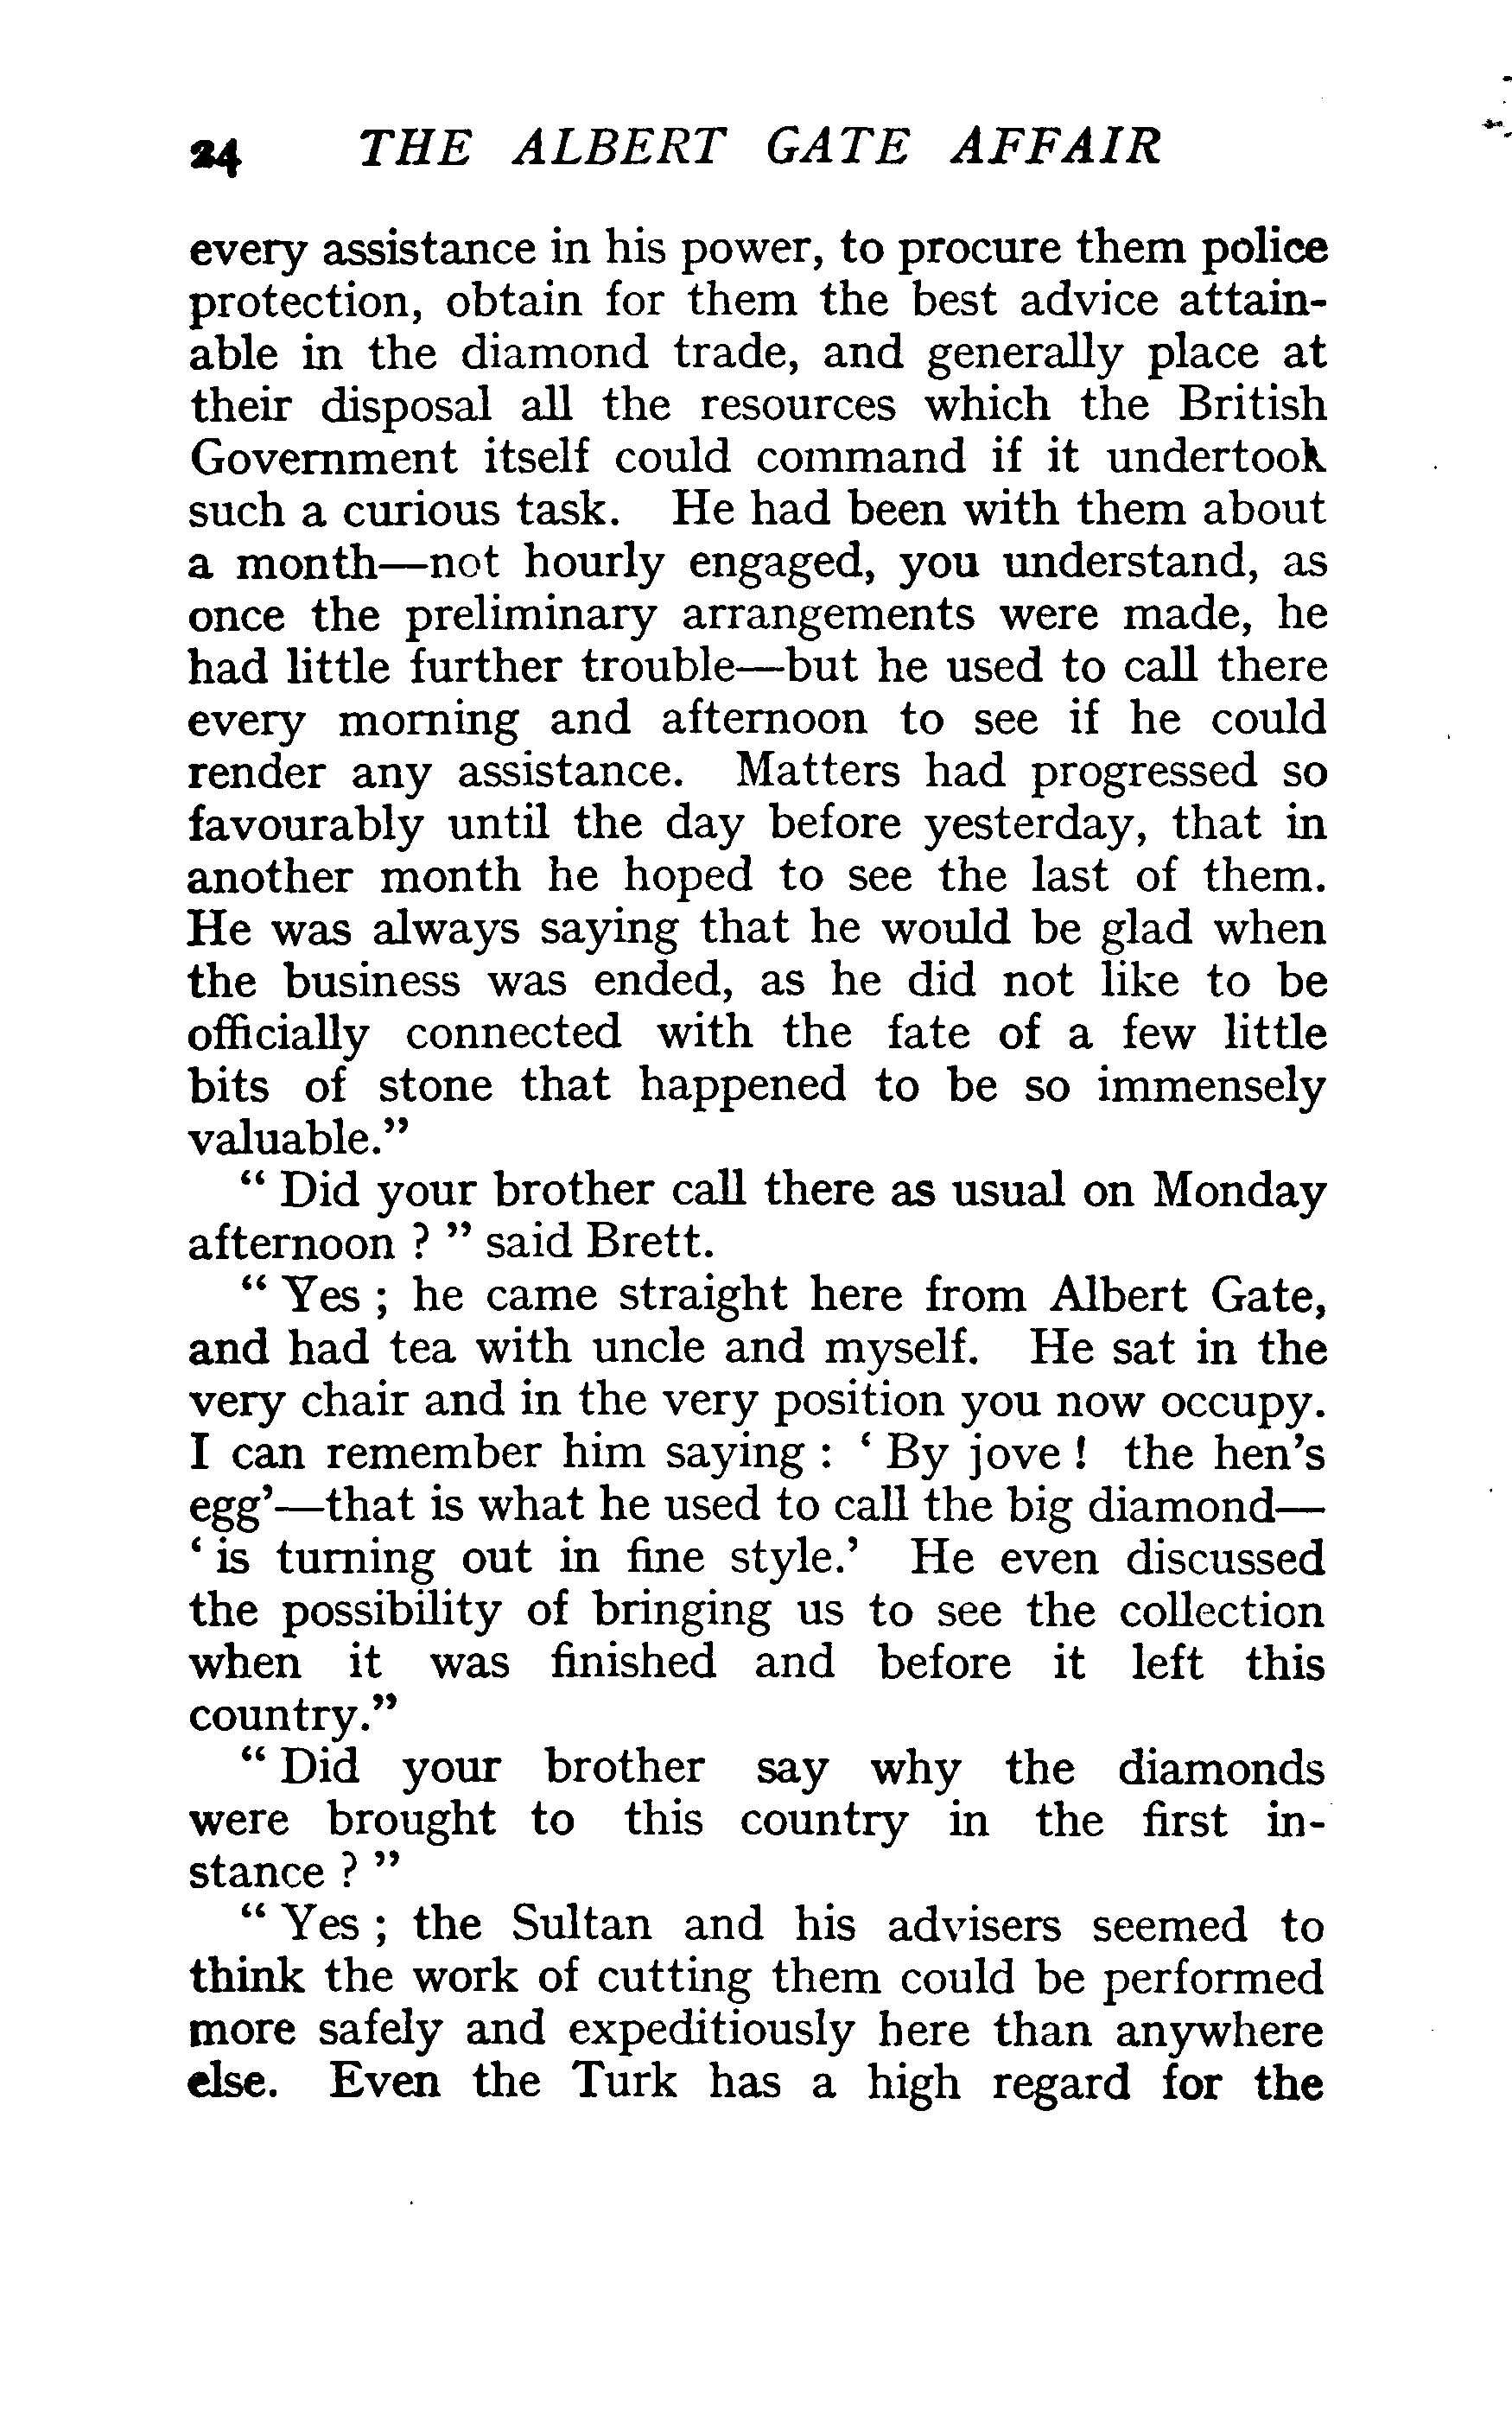 24 THE ALBERT GATE AFFAIR
every assistance in his power, to procure them police
protection, obtain for them the best advice attain-
able in the diamond trade, and generally place at
their disposal all the resources which the British
Government itself could command if it undertook
such a curious task. He had been with them about
a month—not hourly engaged, you understand, as
once the preliminary arrangements were made, he
had little further trouble—but he used to call there
every morning and afternoon to see if he could
render any assistance. Matters had progressed so
favourably until the day before yesterday, that in
another month he hoped to see the last of them.
He was always saying that he would be glad when
the business was ended, as he did not like to be
officially connected with the fate of a few little
bits of stone that happened to be so immensely
valuable.”
“ Did your brother call there as usual on Monday
afternoon ? ” said Brett.
“ Yes ; he came straight here from Albert Gate,
and had tea with uncle and myself. He sat in the
very chair and in the very position you now occupy.
I can remember him saying : ‘ By jove ! the hen’s
egg’—that is what he used to call the big diamond—
‘ is turning out in fine style.’ He even discussed
the possibility of bringing us to see the collection
when it was finished and before it left this
country.”
“ Did your brother say why the diamonds
were brought to this country in the first in-
stance ? ”
“ Yes ; the Sultan and his advisers seemed to
think the work of cutting them could be performed
more safely and expeditiously here than anywhere
else. Even the Turk has a high regard for the